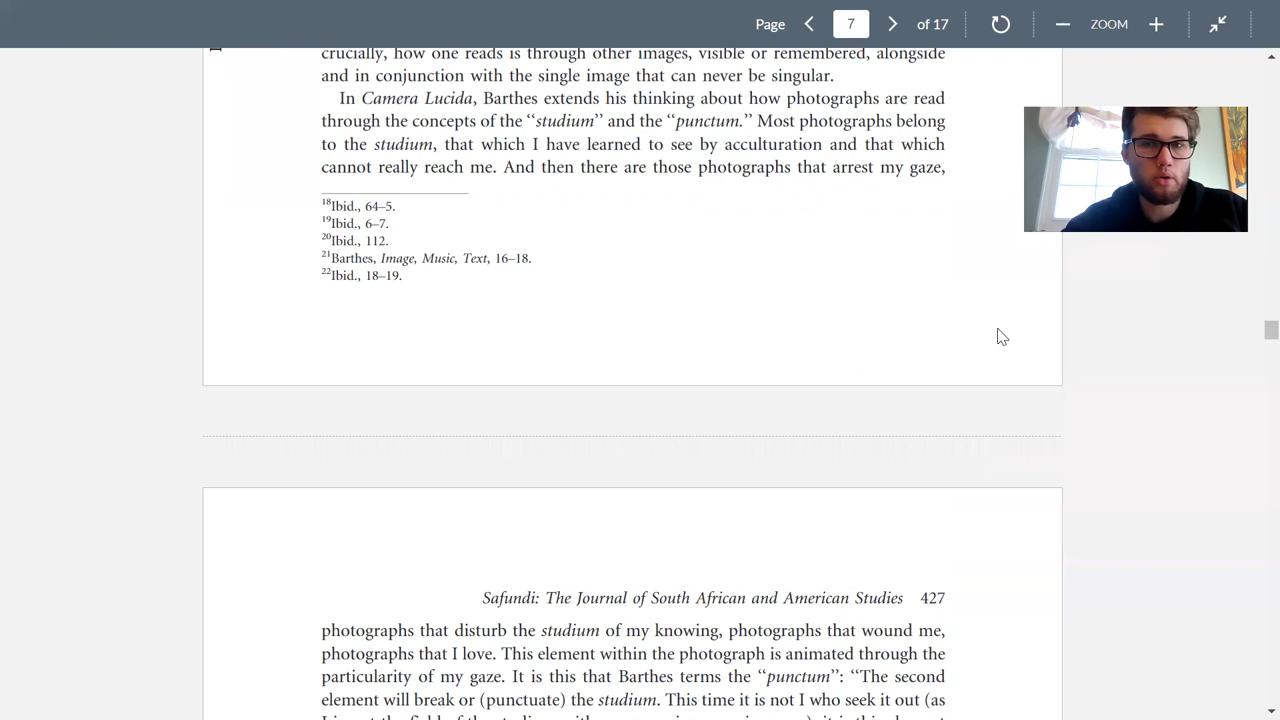 Page 7 of 17 ZOOM
crucially, how one reads is through other images, visible or remembered, alongside
and in conjunction with the single image that can never be singular.
In Camera Lucida, Barthes extends his thinking about how photographs are read
through the concepts of the ‘‘studium’’ and the ‘‘punctum.’’ Most photographs belong
to the studium, that which I have learned to see by acculturation and that which
cannot really reach me. And then there are those photographs that arrest my gaze,
18Ibid., 64–5.
19Ibid., 6–7.
20Ibid., 112.
21Barthes, Image, Music, Text, 16–18.
22Ibid., 18–19.
Safundi: The Journal of South African and American Studies 427
photographs that disturb the studium of my knowing, photographs that wound me,
photographs that I love. This element within the photograph is animated through the
particularity of my gaze. It is this that Barthes terms the ‘‘punctum’’: ‘‘The second
element will break or (punctuate) the studium. This time it is not I who seek it out (as